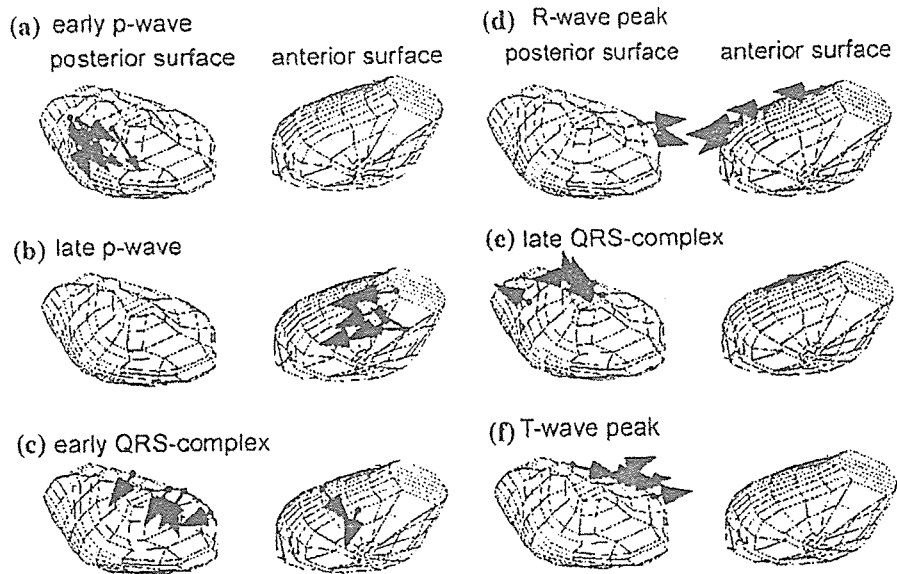 (a) early p-wave
posterior surface anterior surface
(b) late p-wave
(c) early QRS-complex
(d) R-wave peak
posterior surface anterior surface
(e) late QRS-complex
(f) T-wave peak